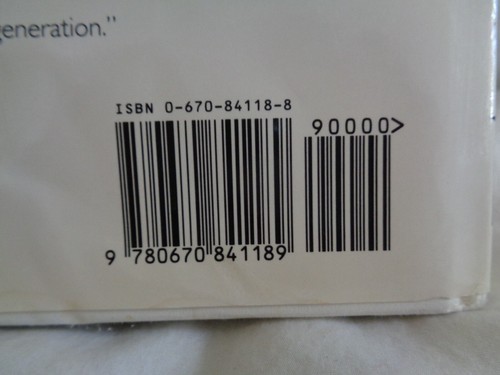 generation."
ISBN 0-670-84118-8
90000>
9 780670 841189